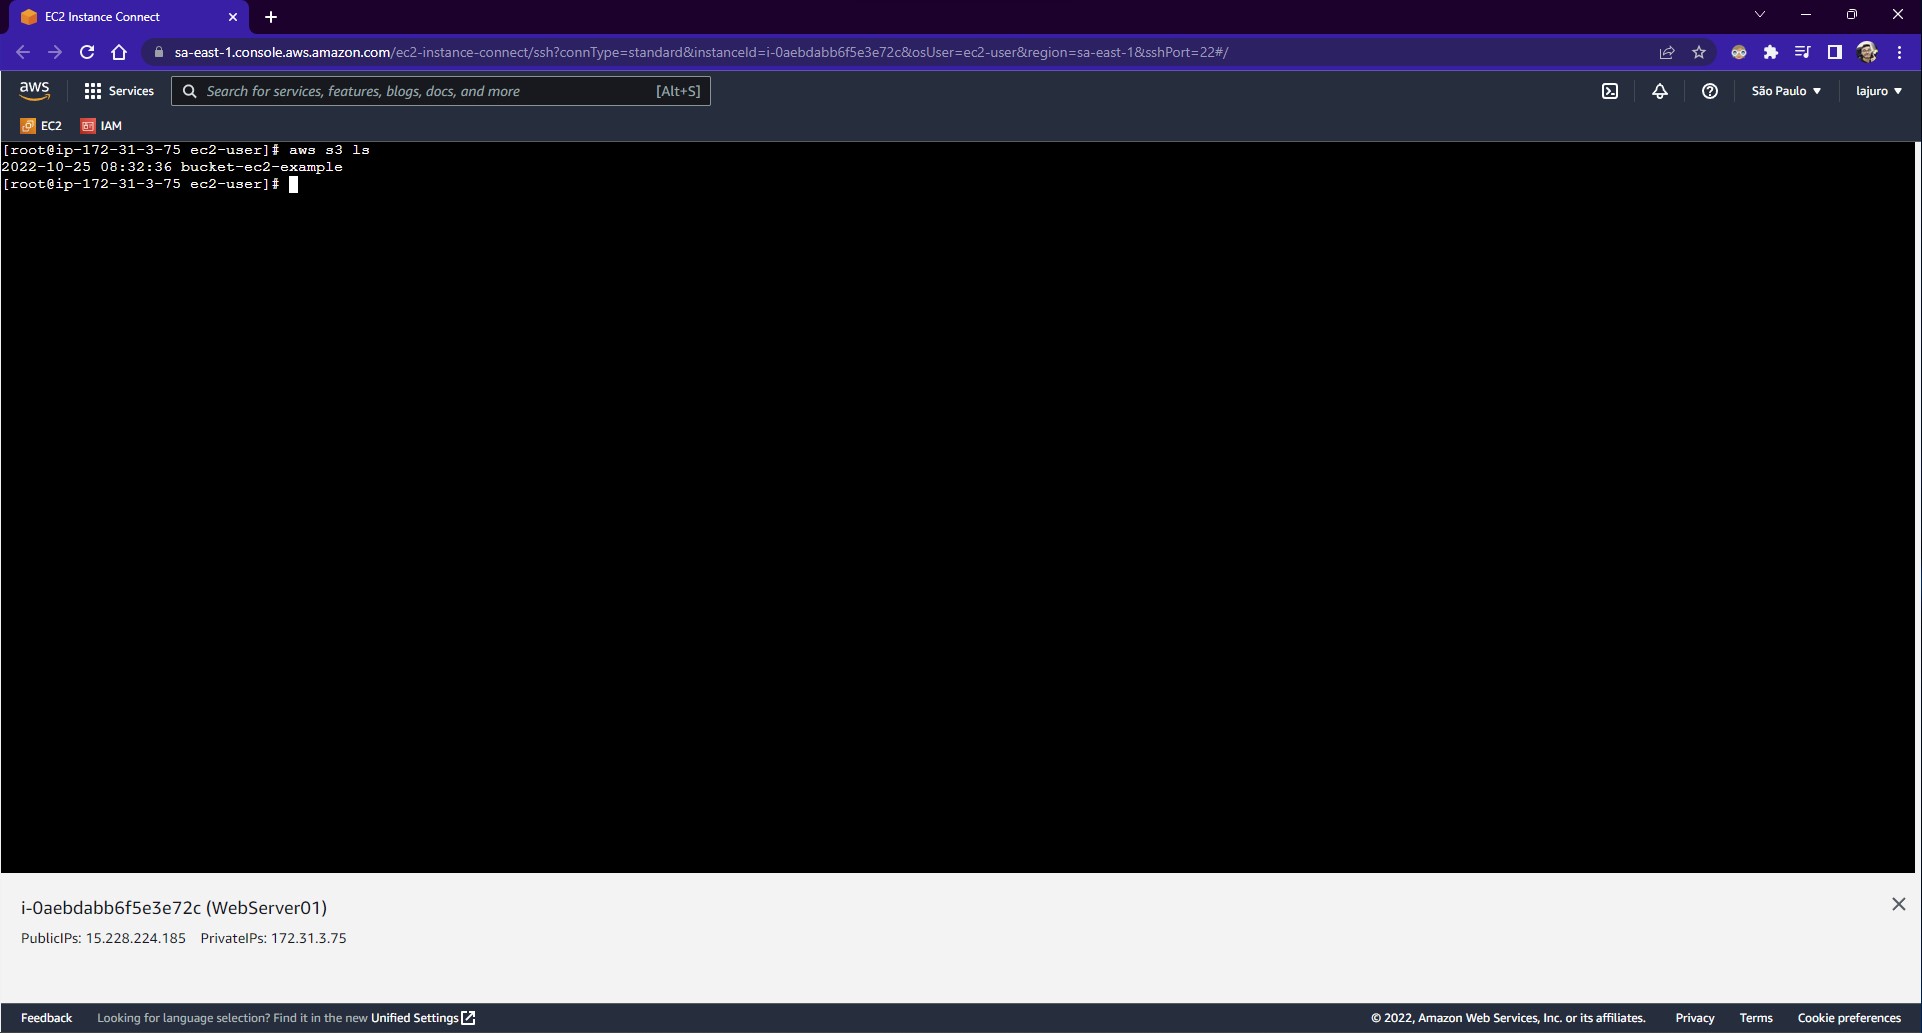 EC2 Instance Connect
sa-east-1.console.aws.amazon.com/ec2-instance-connect/ssh?connType=standard&instanceId=i-0aebdabb6f5e3e72c&osUser=ec2-user&region=sa-east-1&sshPort=22#/
aws
Services
Search for services, features, blogs, docs, and more
[Alt+S]
São Paulo
lajuro
EC2
IAM
[root@ip-172-31-3-75 ec2-user]# aws s3 ls
2022-10-25 08:32:36 bucket-ec2-example
[root@ip-172-31-3-75 ec2-user]#
i-0aebdabb6f5e3e72c (WebServer01)
PublicIPs: 15.228.224.185 PrivateIPs: 172.31.3.75
Feedback Looking for language selection? Find it in the new Unified Settings © 2022, Amazon Web Services, Inc. or its affiliates. Privacy Terms Cookie preferences